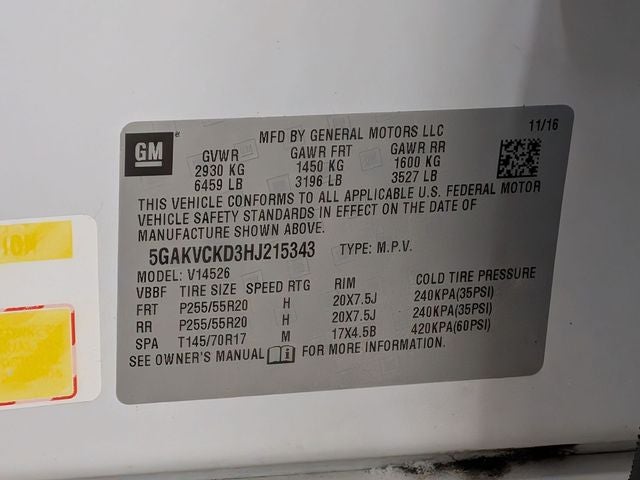 GM
MFD BY GENERAL MOTORS LLC
11/16
GVWR GAWR FRT GAWR RR
2930 KG 1450 KG 1600 KG
6459 LB 3196 LB 3527 LB
THIS VEHICLE CONFORMS TO ALL APPLICABLE U.S. FEDERAL MOTOR
VEHICLE SAFETY STANDARDS IN EFFECT ON THE DATE OF
MANUFACTURE SHOWN ABOVE.
5GAKVCKD3HJ215343 TYPE: M.P.V.
MODEL: V14526
VBBF TIRE SIZE SPEED RTG RIM COLD TIRE PRESSURE
FRT P255/55R20 H 20X7.5J 240KPA(35PSI)
RR P255/55R20 H 20X7.5J 240KPA(35PSI)
SPA T145/70R17 M 17X4.5B 420KPA(60PSI)
SEE OWNER'S MANUAL FOR MORE INFORMATION.